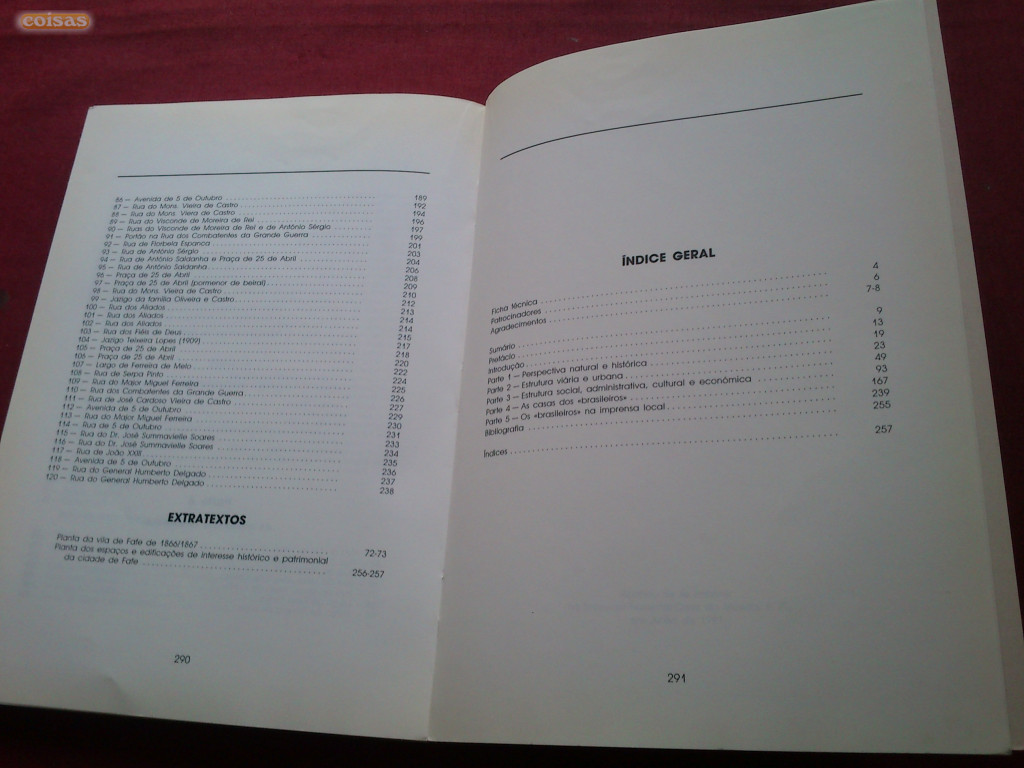 coisas
86 — Avenida de 5 de Outubro 189
87 — Rua do Mons. Vieira de Castro 192
88 — Rua do Mons. Vieira de Castro 194
89 — Rua do Visconde de Moreira de Rei 196
90 — Ruas do Visconde de Moreira de Rei e de António Sérgio 197
91 — Portão na Rua dos Combatentes da Grande Guerra 199
92 — Rua de Florbela Espanca 201
93 — Rua de António Sérgio 203
94 — Rua de António Saldanha e Praça de 25 de Abril 204
95 — Rua de António Saldanha 206
96 — Praça de 25 de Abril 208
97 — Praça de 25 de Abril (pormenor de beiral) 209
98 — Rua do Mons. Vieira de Castro 210
99 — Jazigo da família Oliveira e Castro 212
100 — Rua dos Aliados 213
101 — Rua dos Aliados 214
102 — Rua dos Aliados 214
103 — Rua dos Fiéis de Deus 215
104 — Jazigo Teixeira Lopes (1909) 217
105 — Praça de 25 de Abril 218
106 — Praça de 25 de Abril 220
107 — Largo de Ferreira de Melo 222
108 — Rua de Serpa Pinto 224
109 — Rua do Major Miguel Ferreira 225
110 — Rua dos Combatentes da Grande Guerra 226
111 — Rua de José Cardoso Vieira de Castro 227
112 — Avenida de 5 de Outubro 229
113 — Rua do Major Miguel Ferreira 230
114 — Rua de 5 de Outubro 231
115 — Rua do Dr. José Summavielle Soares 233
116 — Rua do Dr. José Summavielle Soares 234
117 — Rua de João XXIII 235
118 — Avenida de 5 de Outubro 236
119 — Rua do General Humberto Delgado 237
120 — Rua do General Humberto Delgado 238
EXTRATEXTOS
Planta da vila de Fafe de 1866/1867 72-73
Planta dos espaços e edificações de interesse histórico e patrimonial
da cidade de Fafe 256-257
290
ÍNDICE GERAL
Ficha técnica 4
Patrocinadores 6
Agradecimentos 7-8
Sumário 9
Prefácio 13
Introdução 19
Parte 1 — Perspectiva natural e histórica 23
Parte 2 — Estrutura viária e urbana 49
Parte 3 — Estrutura social, administrativa, cultural e económica 93
Parte 4 — As casas dos «brasileiros» 167
Parte 5 — Os «brasileiros» na imprensa local 239
Bibliografia 255
Índices 257
291